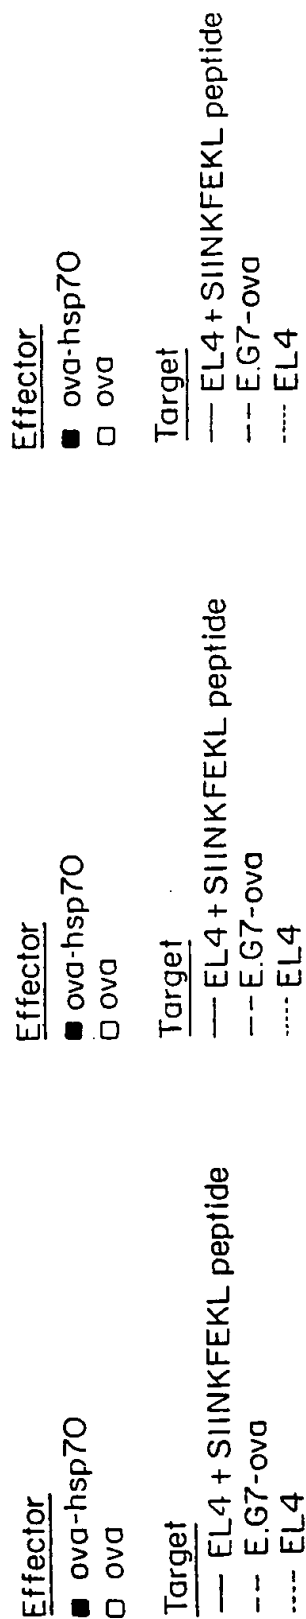 Effector
■ ova-hsp70
□ ova
Target
— EL4 + SIINKFEKL peptide
-- E.G7-ova
---- EL4
Effector
■ ova-hsp70
□ ova
Target
— EL4 + SIINKFEKL peptide
-- E.G7-ova
---- EL4
Effector
■ ova-hsp70
□ ova
Target
— EL4 + SIINKFEKL peptide
-- E.G7-ova
---- EL4